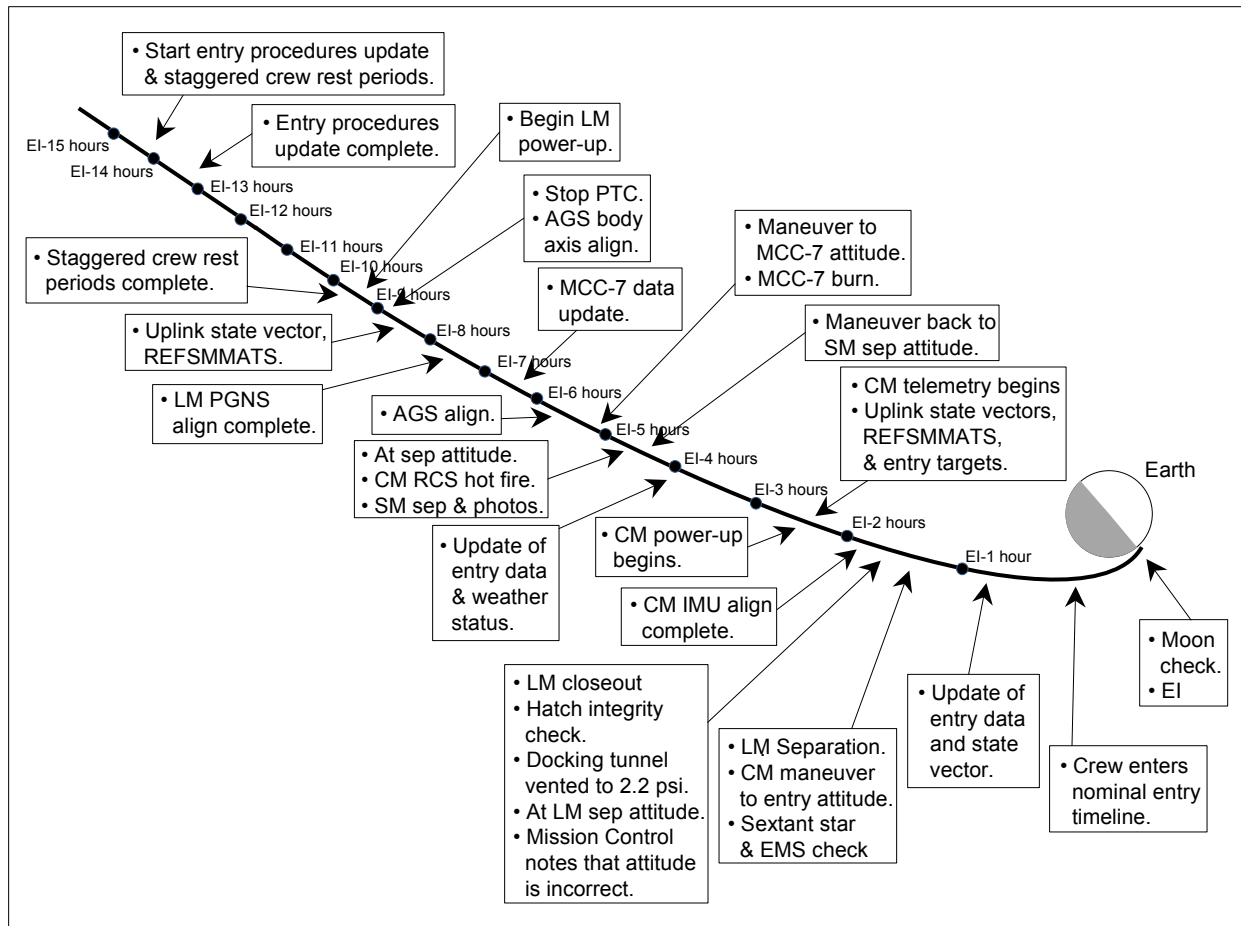 • Start entry procedures update
& staggered crew rest periods.
• Entry procedures
update complete.
• Begin LM
power-up.
• Stop PTC.
• AGS body
axis align.
• Maneuver to
MCC-7 attitude.
• MCC-7 burn.
• MCC-7 data
update.
• Maneuver back to
SM sep attitude.
• CM telemetry begins
• Uplink state vectors,
REFSMMATS,
& entry targets.
EI-15 hours
EI-14 hours
EI-13 hours
EI-12 hours
EI-11 hours
EI-10 hours
EI-9 hours
EI-8 hours
EI-7 hours
EI-6 hours
EI-5 hours
EI-4 hours
EI-3 hours
EI-2 hours
EI-1 hour
Earth
• Staggered crew rest
periods complete.
• Uplink state vector,
REFSMMATS.
• LM PGNS
align complete.
• AGS align.
• At sep attitude.
• CM RCS hot fire.
• SM sep & photos.
• Update of
entry data
& weather
status.
• CM power-up
begins.
• CM IMU align
complete.
• LM closeout
• Hatch integrity
check.
• Docking tunnel
vented to 2.2 psi.
• At LM sep attitude.
• Mission Control
notes that attitude
is incorrect.
• LM Separation.
• CM maneuver
to entry attitude.
• Sextant star
& EMS check
• Update of
entry data
and state
vector.
• Crew enters
nominal entry
timeline.
• Moon
check.
• EI